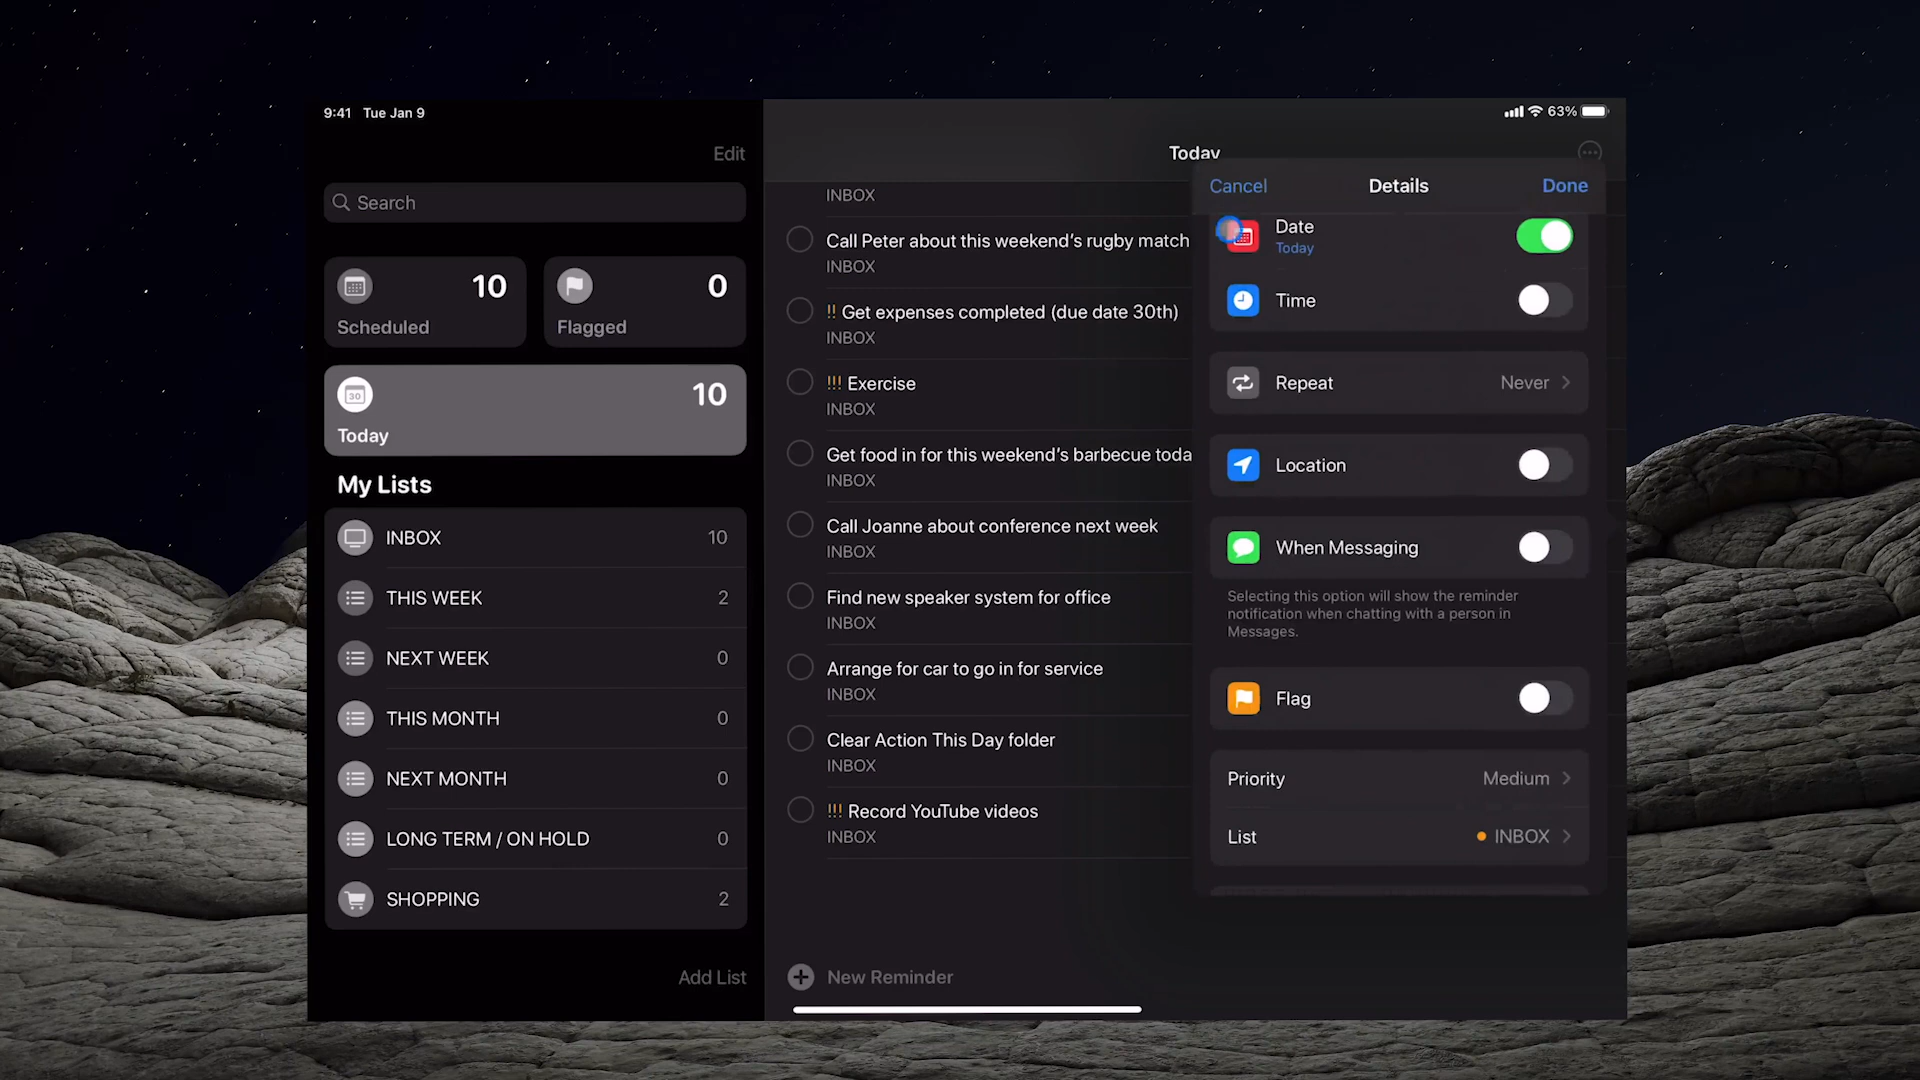 9:41 Tue Jan 9
63%
Edit
Search
10
Scheduled
0
Flagged
30
10
Today
My Lists
INBOX 10
THIS WEEK 2
NEXT WEEK 0
THIS MONTH 0
NEXT MONTH 0
LONG TERM / ON HOLD 0
SHOPPING 2
Add List
Today
INBOX
Call Peter about this weekend's rugby match
INBOX
!! Get expenses completed (due date 30th)
INBOX
!!! Exercise
INBOX
Get food in for this weekend's barbecue toda
INBOX
Call Joanne about conference next week
INBOX
Find new speaker system for office
INBOX
Arrange for car to go in for service
INBOX
Clear Action This Day folder
INBOX
!!! Record YouTube videos
INBOX
New Reminder
Cancel Details Done
Date
Today
Time
Repeat Never
Location
When Messaging
Selecting this option will show the reminder
notification when chatting with a person in
Messages.
Flag
Priority Medium
List INBOX